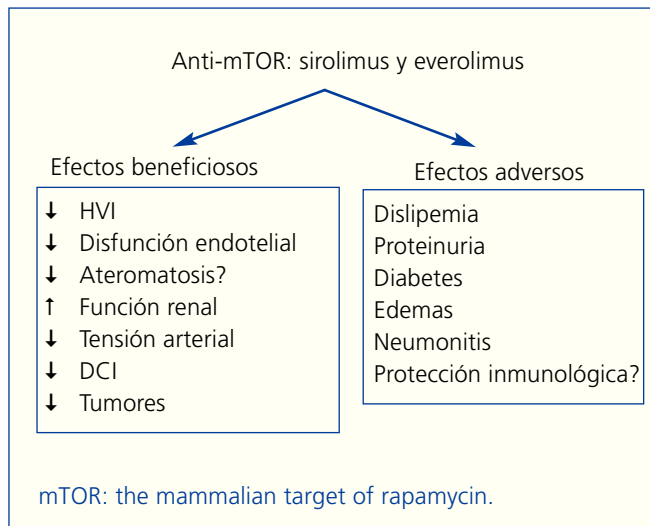 Anti-mTOR: sirolimus y everolimus
Efectos beneficiosos
↓ HVI
↓ Disfunción endotelial
↓ Ateromatosis?
↑ Función renal
↓ Tensión arterial
↓ DCI
↓ Tumores
Efectos adversos
Dislipemia
Proteinuria
Diabetes
Edemas
Neumonitis
Protección inmunológica?
mTOR: the mammalian target of rapamycin.